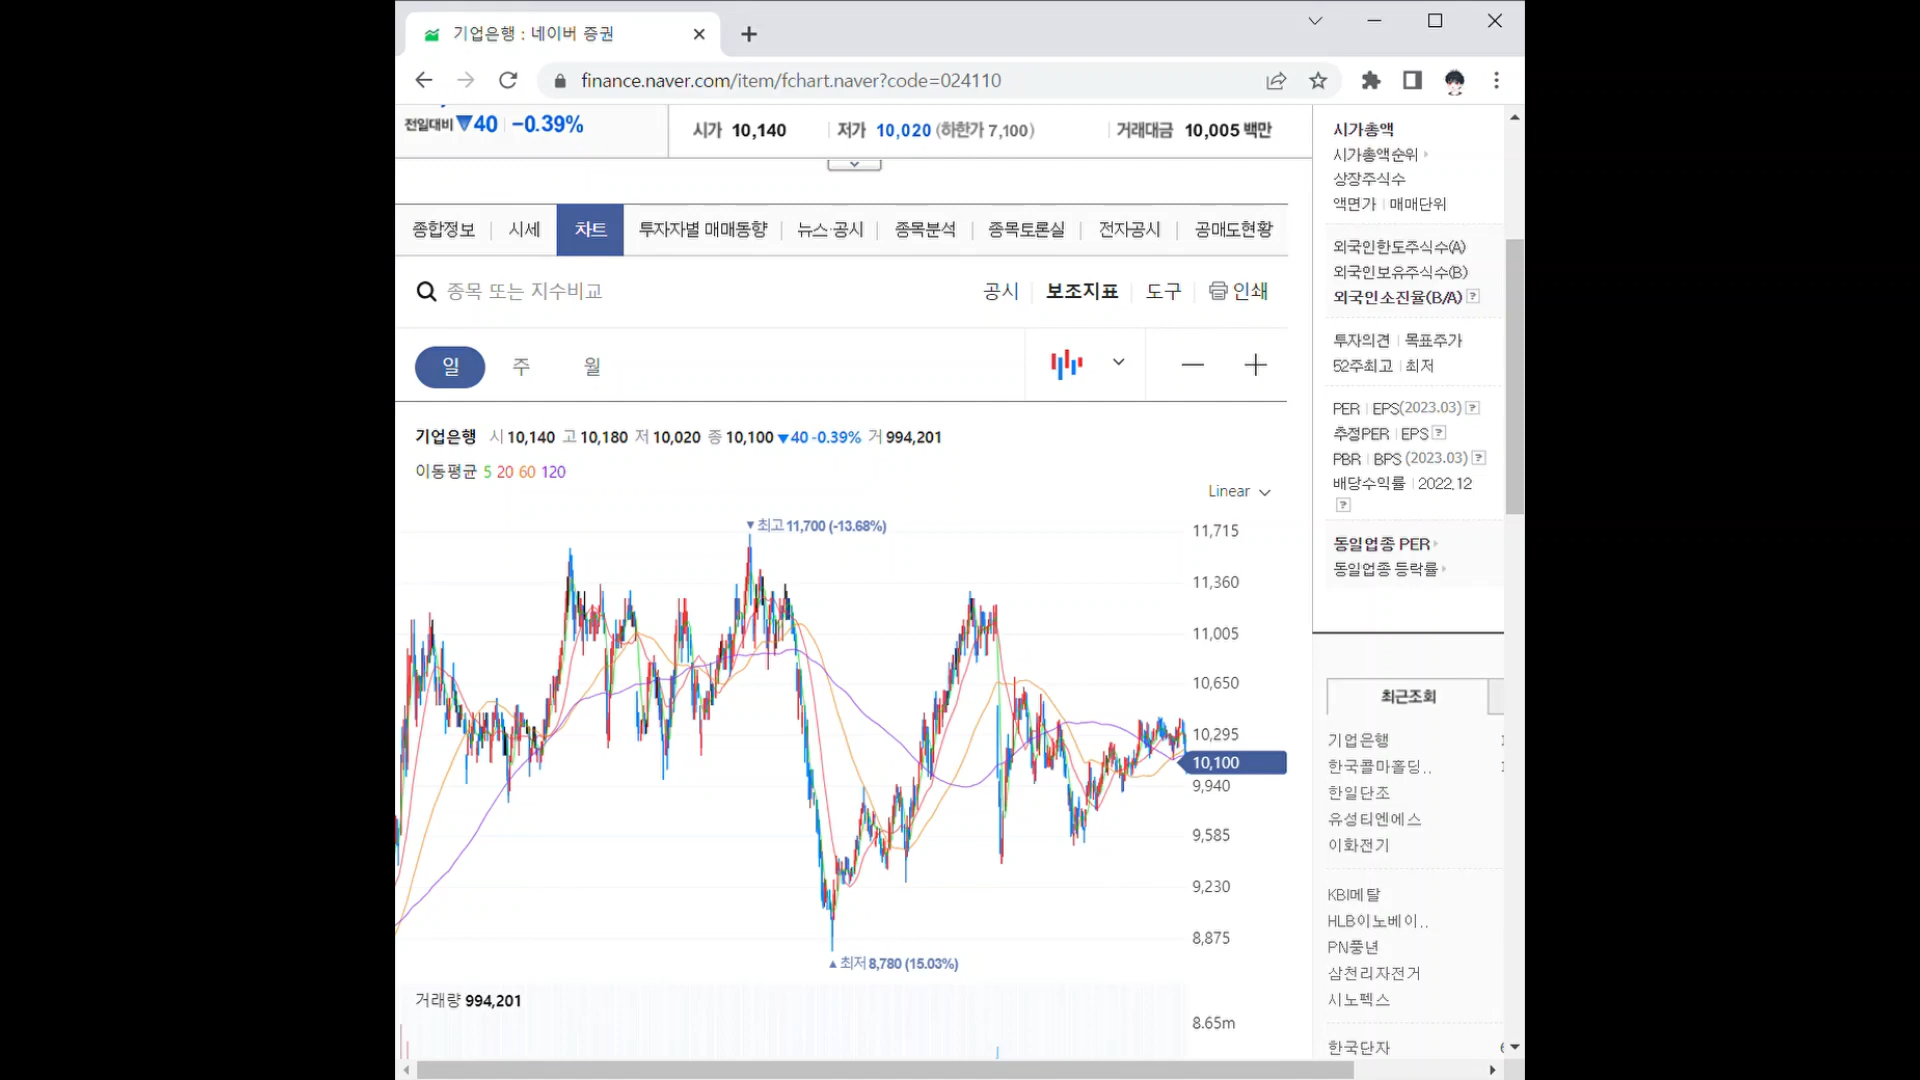 기업은행 : 네이버 증권
finance.naver.com/item/fchart.naver?code=024110
전일대비 ▼40 -0.39%
시가 10,140 저가 10,020 (하한가 7,100) 거래대금 10,005 백만
종합정보 시세 차트 투자자별 매매동향 뉴스·공시 종목분석 종목토론실 전자공시 공매도현황
종목 또는 지수비교
공시 보조지표 도구 인쇄
일 주 월
기업은행 시 10,140 고 10,180 저 10,020 종 10,100 ▼40 -0.39% 거 994,201
이동평균 5 20 60 120
Linear
▼최고 11,700 (-13.68%)
11,715
11,360
11,005
10,650
10,295
10,100
9,940
9,585
9,230
8,875
▲최저 8,780 (15.03%)
거래량 994,201
8.65m
시가총액
시가총액순위
상장주식수
액면가 매매단위
외국인한도주식수(A)
외국인보유주식수(B)
외국인소진율(B/A) ?
투자의견 목표주가
52주최고 최저
PER EPS(2023.03) ?
추정PER EPS ?
PBR BPS (2023.03) ?
배당수익률 2022.12
?
동일업종 PER
동일업종 등락률
최근조회
기업은행
한국콜마홀딩..
한일단조
유성티엔에스
이화전기
KBI메탈
HLB이노베이..
PN풍년
삼천리자전거
시노펙스
한국단자